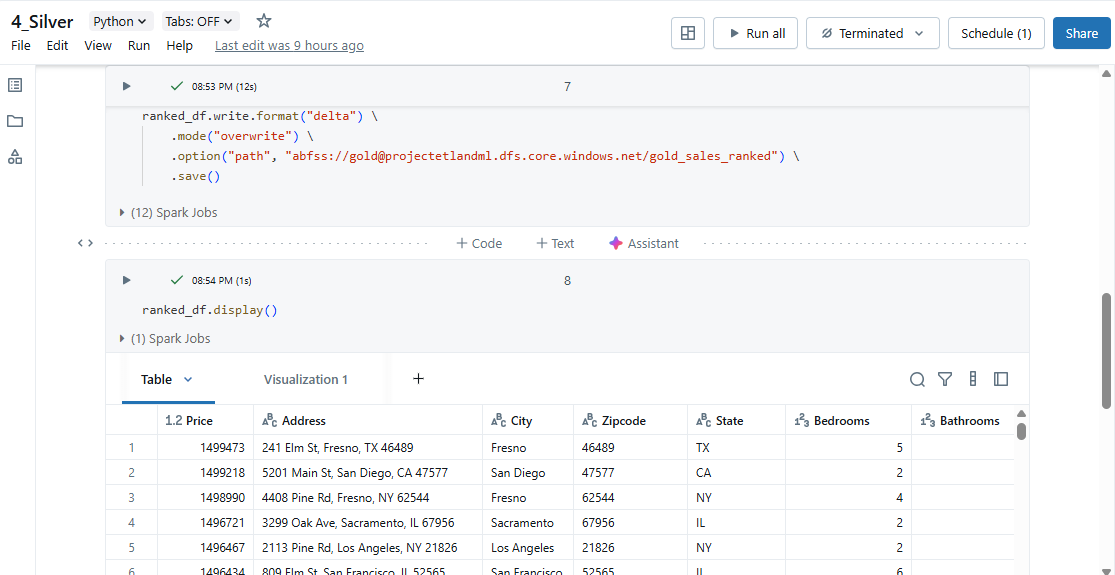 4_Silver Python Tabs: OFF
File Edit View Run Help Last edit was 9 hours ago
Run all Terminated Schedule (1) Share
08:53 PM (12s) 7
ranked_df.write.format("delta") \
.mode("overwrite") \
.option("path", "abfss://gold@projectetlandml.dfs.core.windows.net/gold_sales_ranked") \
.save()
(12) Spark Jobs
+ Code + Text Assistant
08:54 PM (1s) 8
ranked_df.display()
(1) Spark Jobs
Table Visualization 1 +
1.2 Price ABC Address ABC City ABC Zipcode ABC State 123 Bedrooms 123 Bathrooms
1 1499473 241 Elm St, Fresno, TX 46489 Fresno 46489 TX 5
2 1499218 5201 Main St, San Diego, CA 47577 San Diego 47577 CA 2
3 1498990 4408 Pine Rd, Fresno, NY 62544 Fresno 62544 NY 4
4 1496721 3299 Oak Ave, Sacramento, IL 67956 Sacramento 67956 IL 2
5 1496467 2113 Pine Rd, Los Angeles, NY 21826 Los Angeles 21826 NY 2
6 1496434 809 Elm St, San Francisco, IL 52565 San Francisco 52565 IL 6